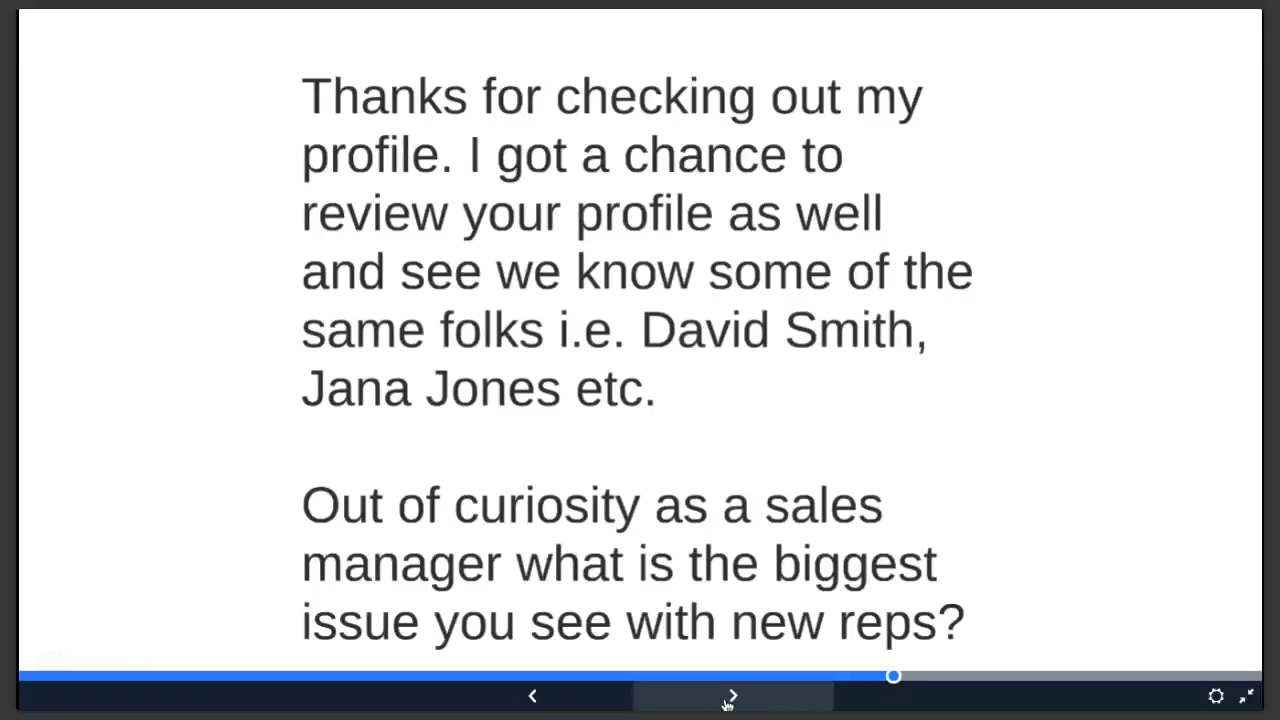 Thanks for checking out my
profile. I got a chance to
review your profile as well
and see we know some of the
same folks i.e. David Smith,
Jana Jones etc.
Out of curiosity as a sales
manager what is the biggest
issue you see with new reps?